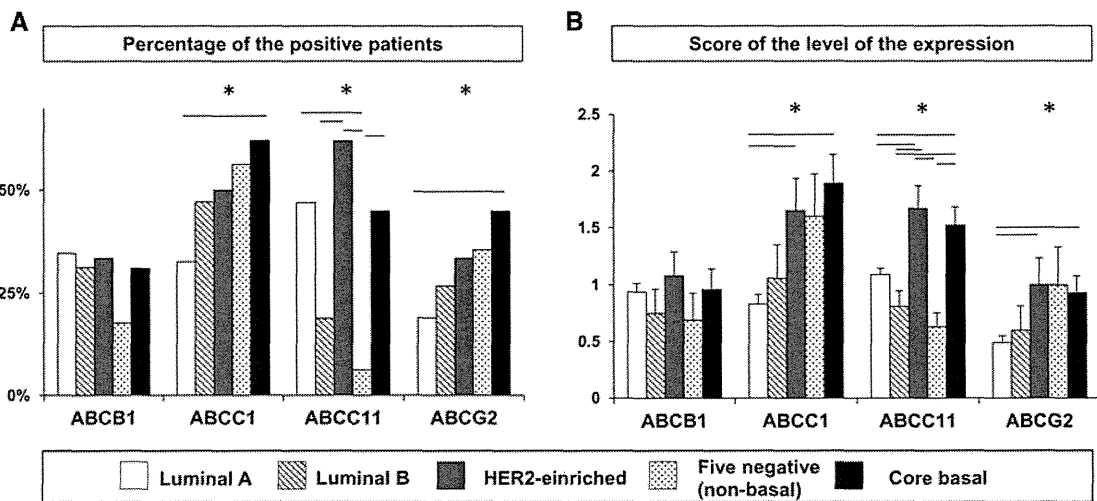 A
Percentage of the positive patients
* * *
50%
25%
0%
ABCB1 ABCC1 ABCC11 ABCG2
B
Score of the level of the expression
* * *
2.5
2
1.5
1
0.5
0
ABCB1 ABCC1 ABCC11 ABCG2
Luminal A
Luminal B
HER2-einriched
Five negative
(non-basal)
Core basal